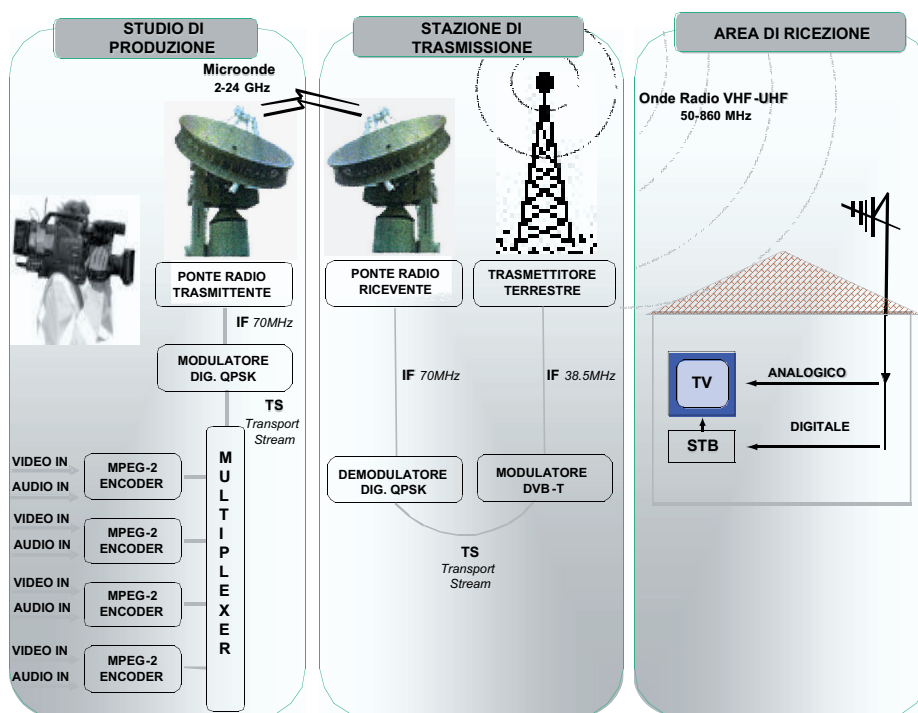 STUDIO DI
PRODUZIONE
Microonde
2-24 GHz
PONTE RADIO
TRASMITTENTE
IF 70MHz
MODULATORE
DIG. QPSK
TS
Transport
Stream
VIDEO IN
AUDIO IN
MPEG-2
ENCODER
VIDEO IN
AUDIO IN
MPEG-2
ENCODER
VIDEO IN
AUDIO IN
MPEG-2
ENCODER
VIDEO IN
AUDIO IN
MPEG-2
ENCODER
MULTIPLEXER
STAZIONE DI
TRASMISSIONE
PONTE RADIO
RICEVENTE
TRASMETTITORE
TERRESTRE
IF 70MHz
IF 38.5MHz
DEMODULATORE
DIG. QPSK
MODULATORE
DVB-T
TS
Transport
Stream
AREA DI RICEZIONE
Onde Radio VHF-UHF
50-860 MHz
TV
ANALOGICO
STB
DIGITALE